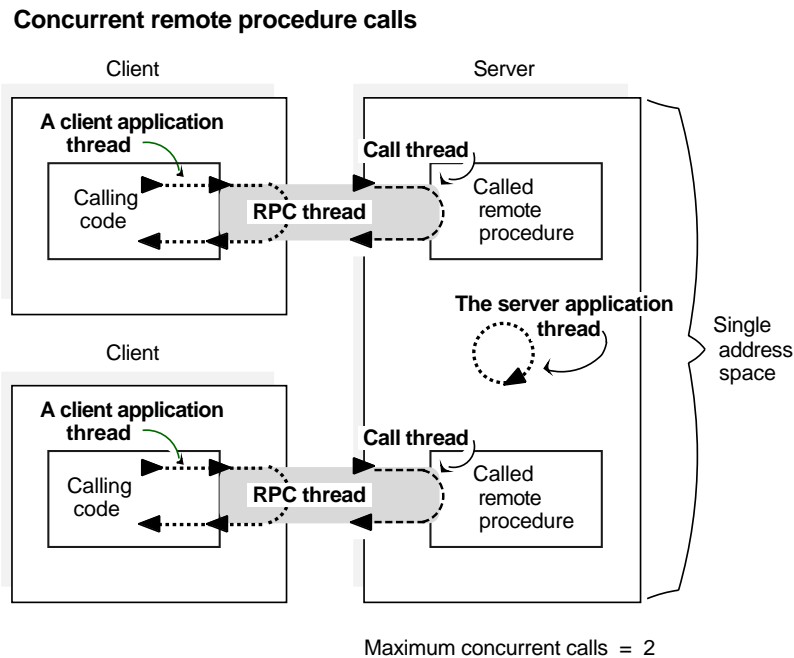 Concurrent remote procedure calls
Client
Server
A client application
thread
Call thread
Calling
code
RPC thread
Called
remote
procedure
The server application
thread
Single
address
space
Client
A client application
thread
Call thread
Calling
code
RPC thread
Called
remote
procedure
Maximum concurrent calls = 2